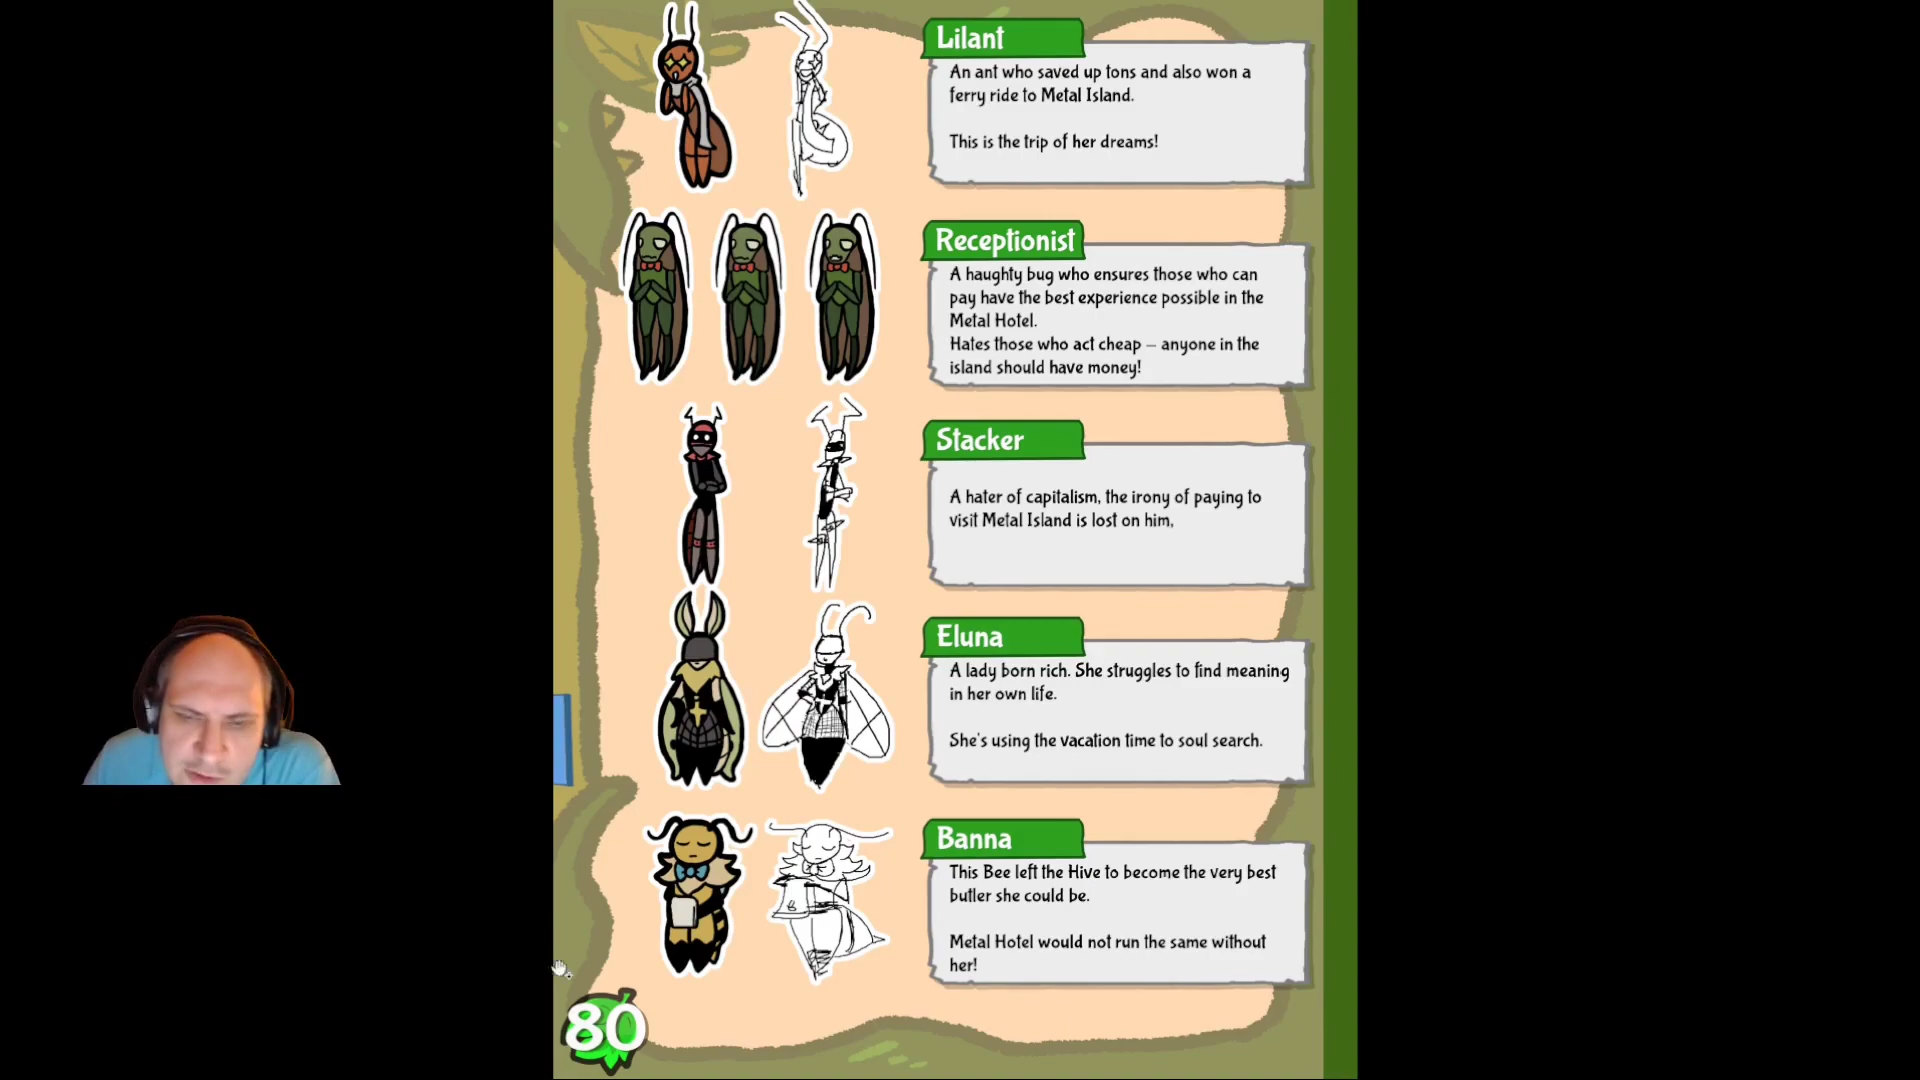 Lilant
An ant who saved up tons and also won a
ferry ride to Metal Island.
This is the trip of her dreams!
Receptionist
A haughty bug who ensures those who can
pay have the best experience possible in the
Metal Hotel.
Hates those who act cheap – anyone in the
island should have money!
Stacker
A hater of capitalism, the irony of paying to
visit Metal Island is lost on him,
Eluna
A lady born rich. She struggles to find meaning
in her own life.
She's using the vacation time to soul search.
Banna
This Bee left the Hive to become the very best
butler she could be.
Metal Hotel would not run the same without
her!
80